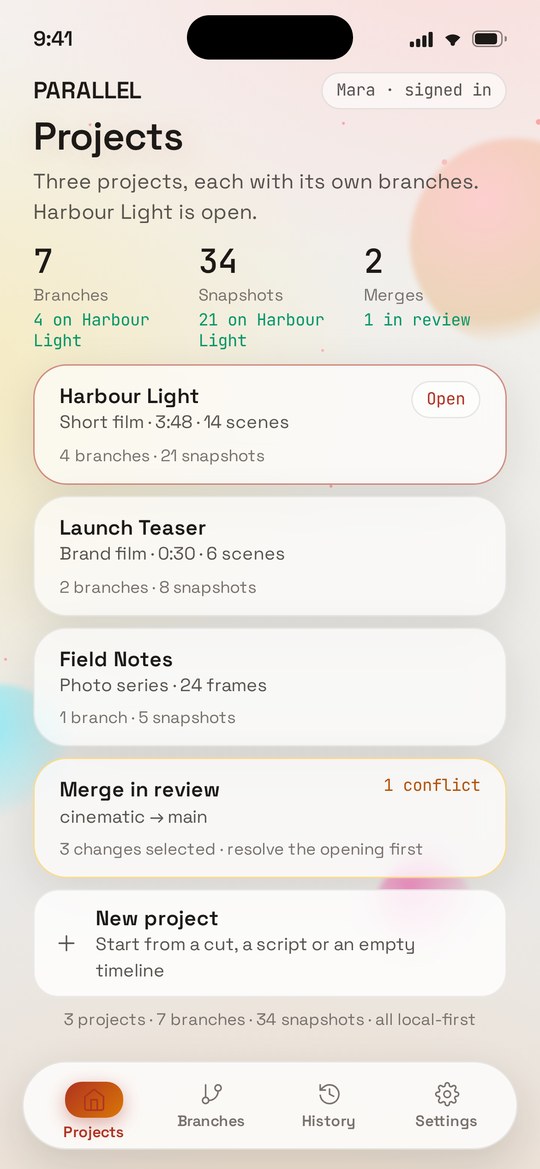 9:41
PARALLEL
Mara · signed in
Projects
Three projects, each with its own branches.
Harbour Light is open.
7
34
2
Branches
Snapshots
Merges
4 on Harbour
Light
21 on Harbour
Light
1 in review
Harbour Light
Open
Short film · 3:48 · 14 scenes
4 branches · 21 snapshots
Launch Teaser
Brand film · 0:30 · 6 scenes
2 branches · 8 snapshots
Field Notes
Photo series · 24 frames
1 branch · 5 snapshots
Merge in review
1 conflict
cinematic → main
3 changes selected · resolve the opening first
New project
Start from a cut, a script or an empty
timeline
3 projects · 7 branches · 34 snapshots · all local-first
Projects
Branches
History
Settings